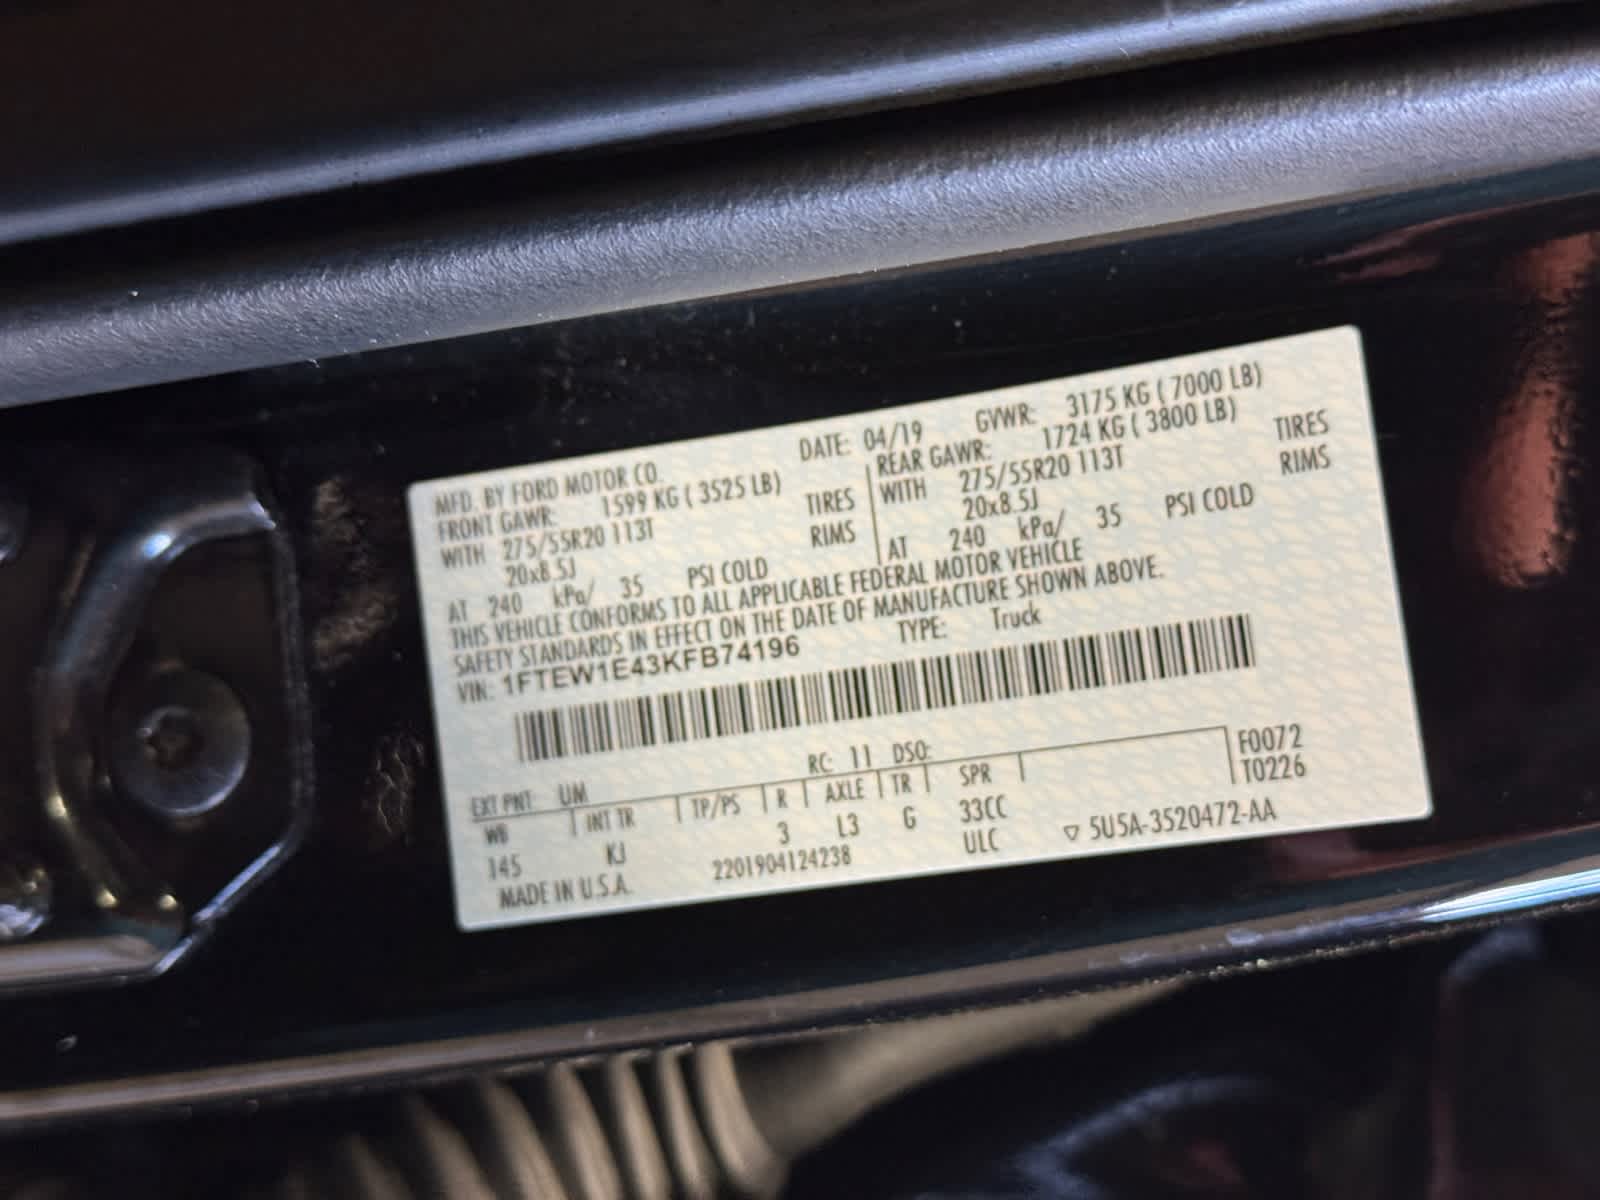 MFD. BY FORD MOTOR CO. DATE: 04/19 GVWR: 3175 KG ( 7000 LB)
FRONT GAWR: 1599 KG ( 3525 LB) REAR GAWR: 1724 KG ( 3800 LB)
WITH 275/55R20 113T TIRES WITH 275/55R20 113T TIRES
20x8.5J RIMS 20x8.5J RIMS
AT 240 kPa/ 35 PSI COLD AT 240 kPa/ 35 PSI COLD
THIS VEHICLE CONFORMS TO ALL APPLICABLE FEDERAL MOTOR VEHICLE
SAFETY STANDARDS IN EFFECT ON THE DATE OF MANUFACTURE SHOWN ABOVE.
VIN: 1FTEW1E43KFB74196 TYPE: Truck
EXT PNT: UM RC: 11 DSO: F0072
WB INT TR TP/PS R AXLE TR SPR T0226
145 KJ 3 L3 G 33CC
MADE IN U.S.A. 2201904124238 ULC ▽ 5U5A-3520472-AA